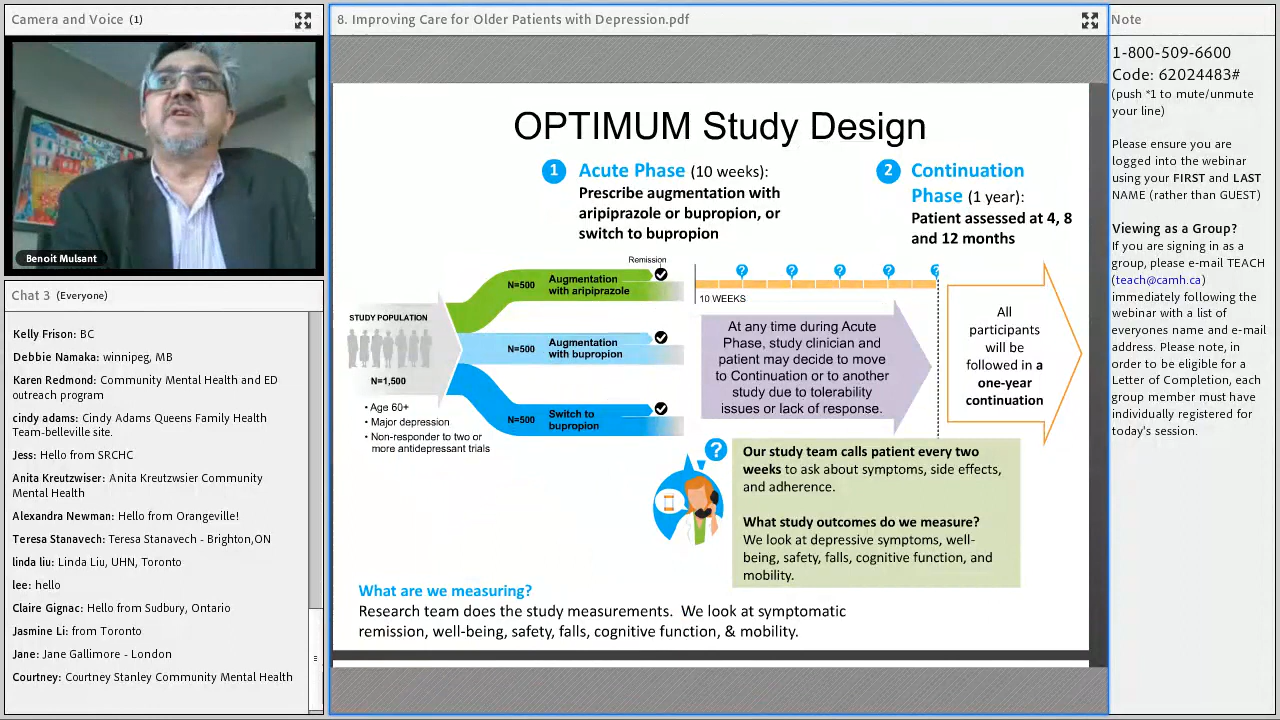 Camera and Voice (1)
Benoit Mulsant
Chat 3 (Everyone)
Kelly Frison: BC
Debbie Namaka: winnipeg, MB
Karen Redmond: Community Mental Health and ED
outreach program
cindy adams: Cindy Adams Queens Family Health
Team-belleville site.
Jess: Hello from SRCHC
Anita Kreutzwiser: Anita Kreutzwsier Community
Mental Health
Alexandra Newman: Hello from Orangeville!
Teresa Stanavech: Teresa Stanavech - Brighton,ON
linda liu: Linda Liu, UHN, Toronto
lee: hello
Claire Gignac: Hello from Sudbury, Ontario
Jasmine Li: from Toronto
Jane: Jane Gallimore - London
Courtney: Courtney Stanley Community Mental Health
8. Improving Care for Older Patients with Depression.pdf
OPTIMUM Study Design
1 Acute Phase (10 weeks):
Prescribe augmentation with
aripiprazole or bupropion, or
switch to bupropion
2 Continuation
Phase (1 year):
Patient assessed at 4, 8
and 12 months
STUDY POPULATION
N=1,500
• Age 60+
• Major depression
• Non-responder to two or
more antidepressant trials
Remission
N=500 Augmentation
with aripiprazole
N=500 Augmentation
with bupropion
N=500 Switch to
bupropion
? ? ? ? ?
10 WEEKS
At any time during Acute
Phase, study clinician and
patient may decide to move
to Continuation or to another
study due to tolerability
issues or lack of response.
All
participants
will be
followed in a
one-year
continuation
?
Our study team calls patient every two
weeks to ask about symptoms, side effects,
and adherence.
What study outcomes do we measure?
We look at depressive symptoms, well-
being, safety, falls, cognitive function, and
mobility.
What are we measuring?
Research team does the study measurements. We look at symptomatic
remission, well-being, safety, falls, cognitive function, & mobility.
Note
1-800-509-6600
Code: 62024483#
(push *1 to mute/unmute
your line)
Please ensure you are
logged into the webinar
using your FIRST and LAST
NAME (rather than GUEST)
Viewing as a Group?
If you are signing in as a
group, please e-mail TEACH
(teach@camh.ca)
immediately following the
webinar with a list of
everyones name and e-mail
address. Please note, in
order to be eligible for a
Letter of Completion, each
group member must have
individually registered for
today's session.